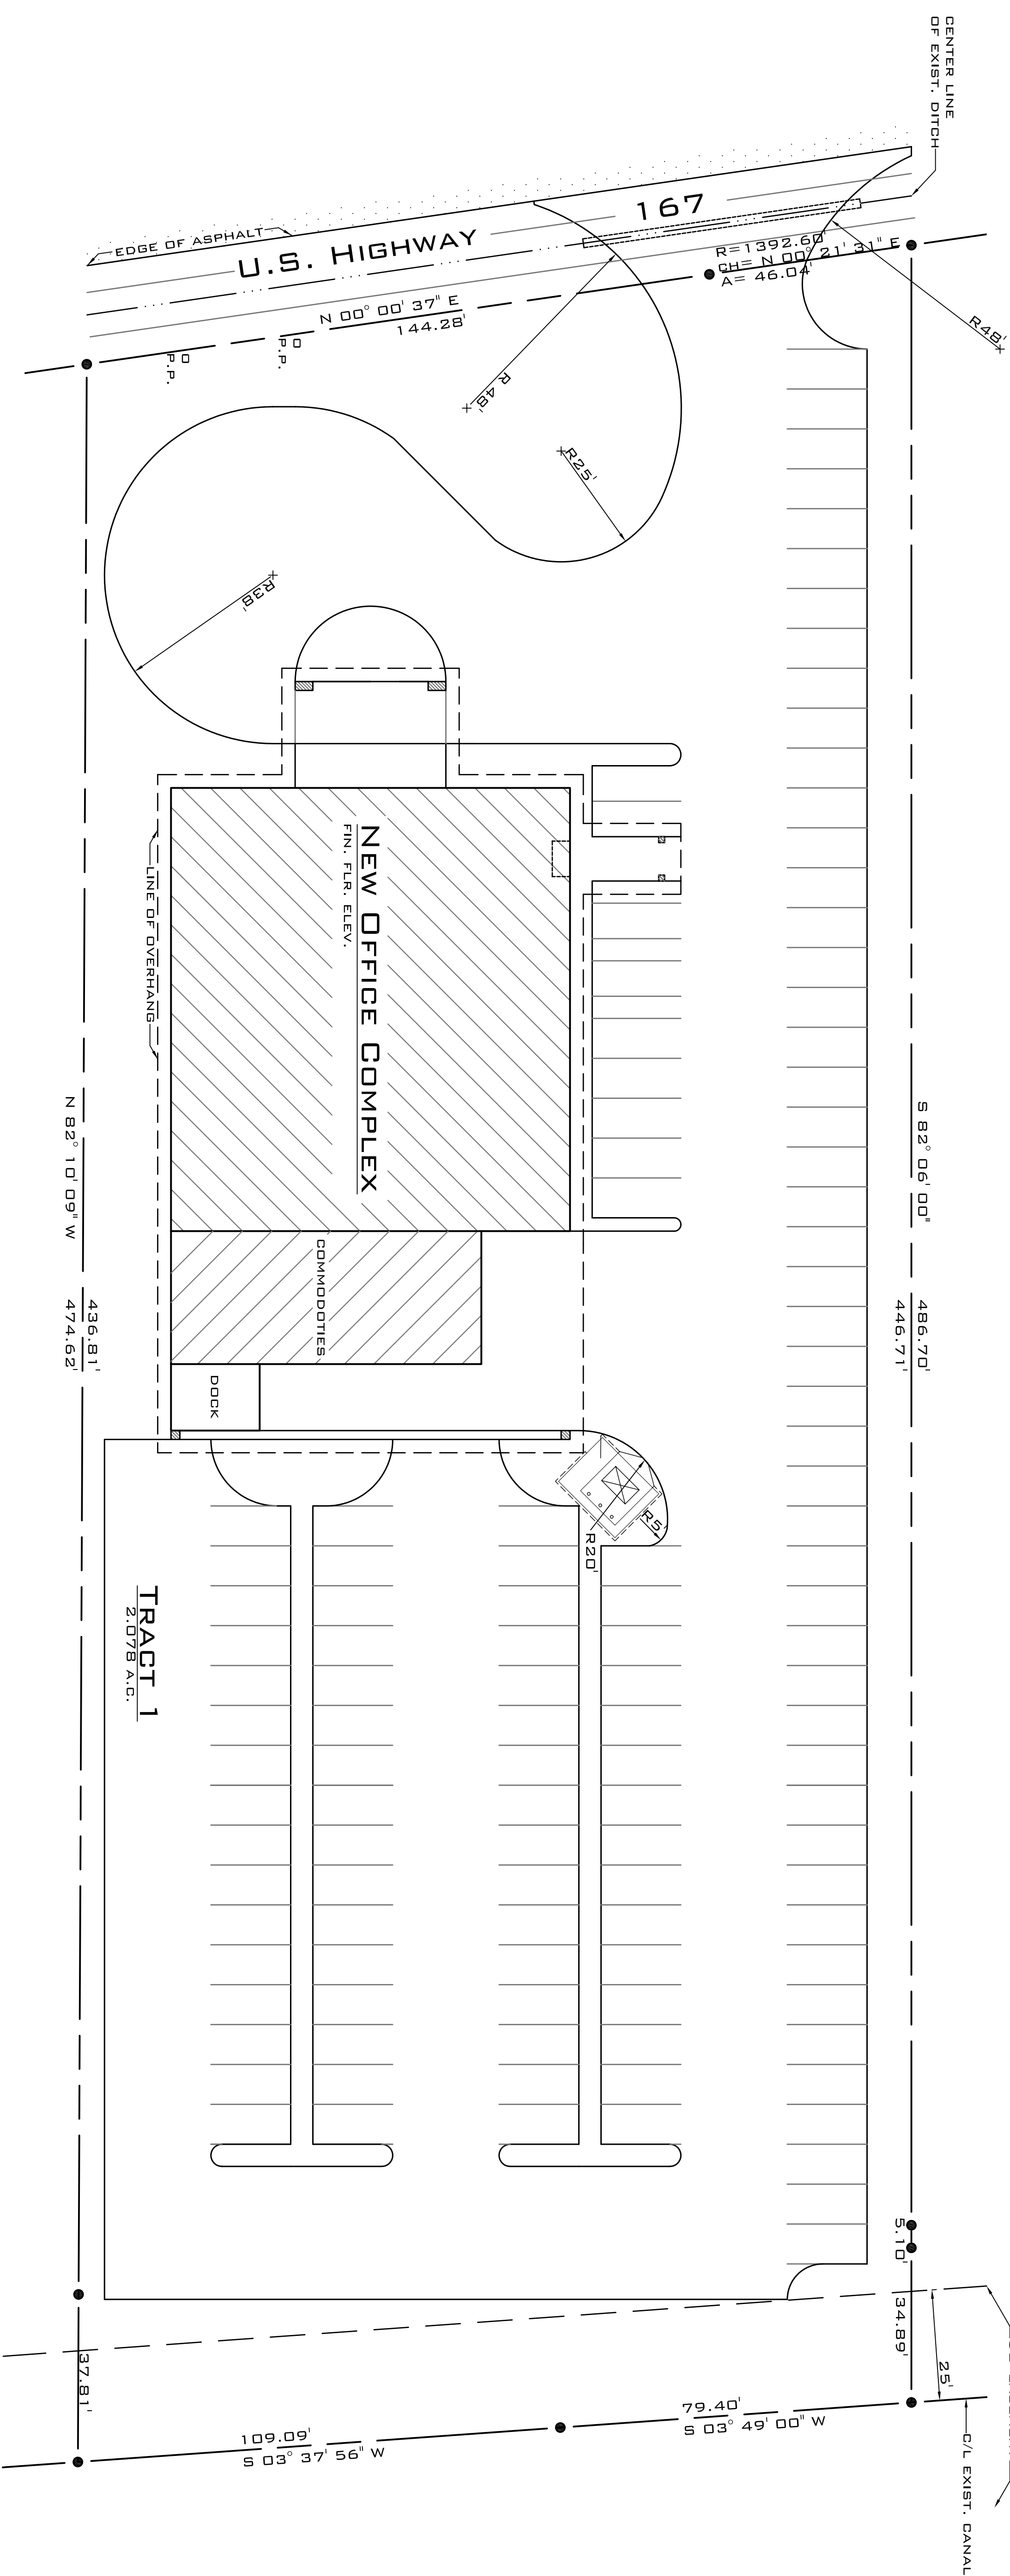 CENTER LINE
OF EXIST. DITCH
EDGE OF ASPHALT
U.S. HIGHWAY
167
R=1392.60'
CH= N 00° 21' 31" E
A= 46.04'
N 00° 00' 37" E
144.28'
P.P.
P.P.
R48'
R 48'
R25'
R38'
NEW OFFICE COMPLEX
FIN. FLR. ELEV.
LINE OF OVERHANG
N 82° 10' 09" W
436.81'
474.62'
S 82° 06' 00"
486.70'
446.71'
COMMODOTIES
DOCK
R5'
R20'
TRACT 1
2.078 A.C.
5.10'
34.89'
25'
37.81'
109.09'
S 03° 37' 56" W
79.40'
S 03° 49' 00" W
C/L EXIST. CANAL